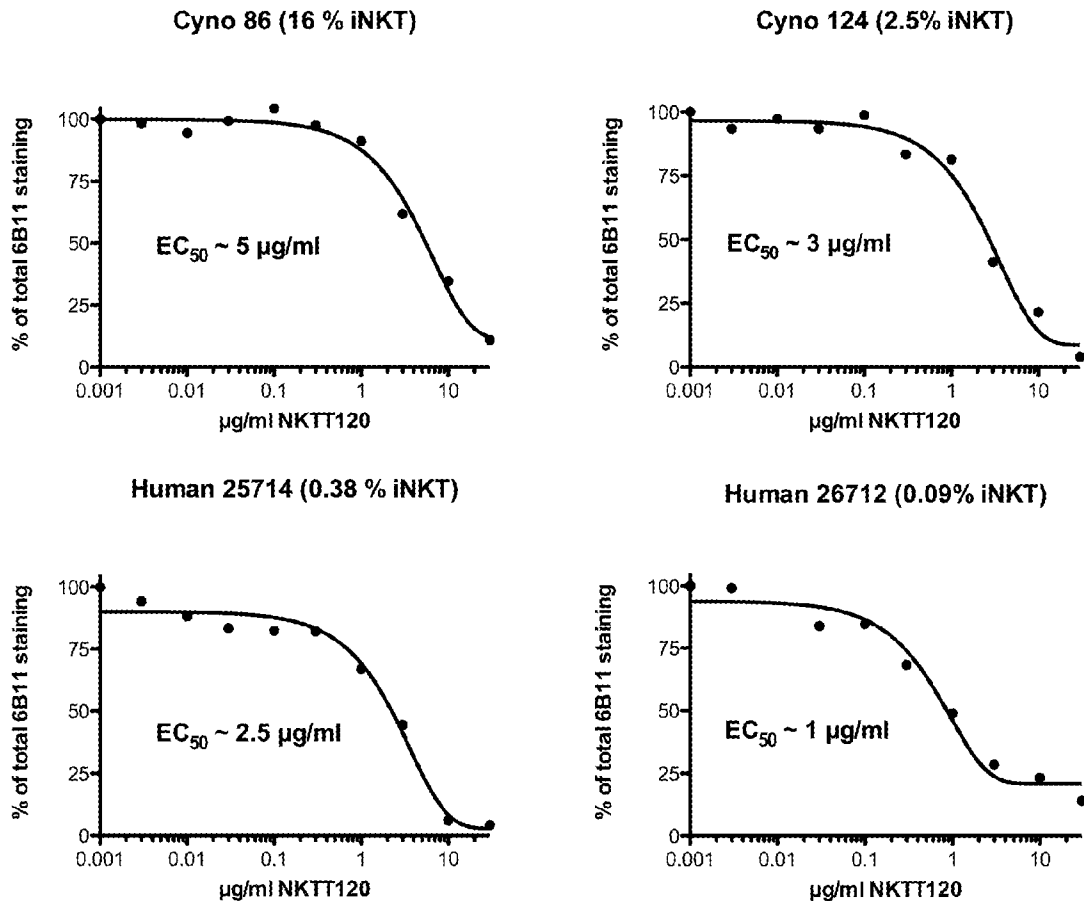 Cyno 86 (16 % iNKT)
% of total 6B11 staining
100
75
50
25
0
EC50 ~ 5 µg/ml
0.001 0.01 0.1 1 10
µg/ml NKTT120
Cyno 124 (2.5% iNKT)
% of total 6B11 staining
100
75
50
25
0
EC50 ~ 3 µg/ml
0.001 0.01 0.1 1 10
µg/ml NKTT120
Human 25714 (0.38 % iNKT)
% of total 6B11 staining
100
75
50
25
0
EC50 ~ 2.5 µg/ml
0.001 0.01 0.1 1 10
µg/ml NKTT120
Human 26712 (0.09% iNKT)
% of total 6B11 staining
100
75
50
25
0
EC50 ~ 1 µg/ml
0.001 0.01 0.1 1 10
µg/ml NKTT120